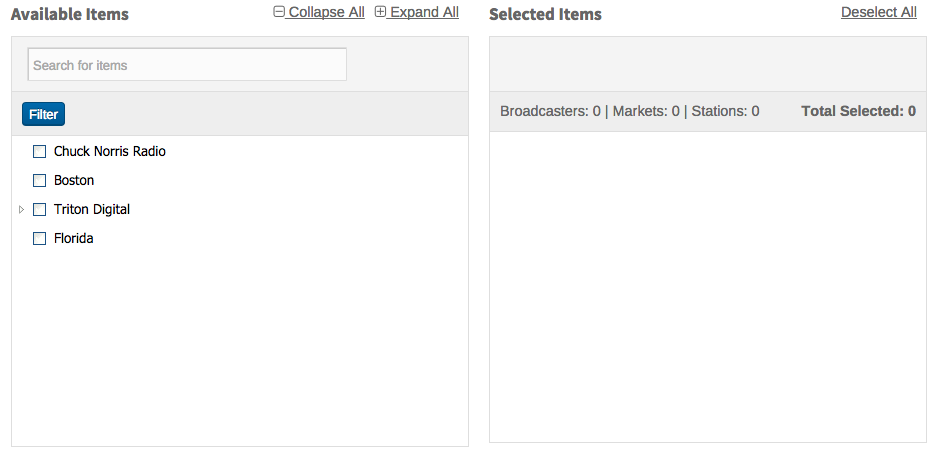 Available Items
Collapse All Expand All
Search for items
Filter
Chuck Norris Radio
Boston
Triton Digital
Florida
Selected Items
Deselect All
Broadcasters: 0 | Markets: 0 | Stations: 0
Total Selected: 0